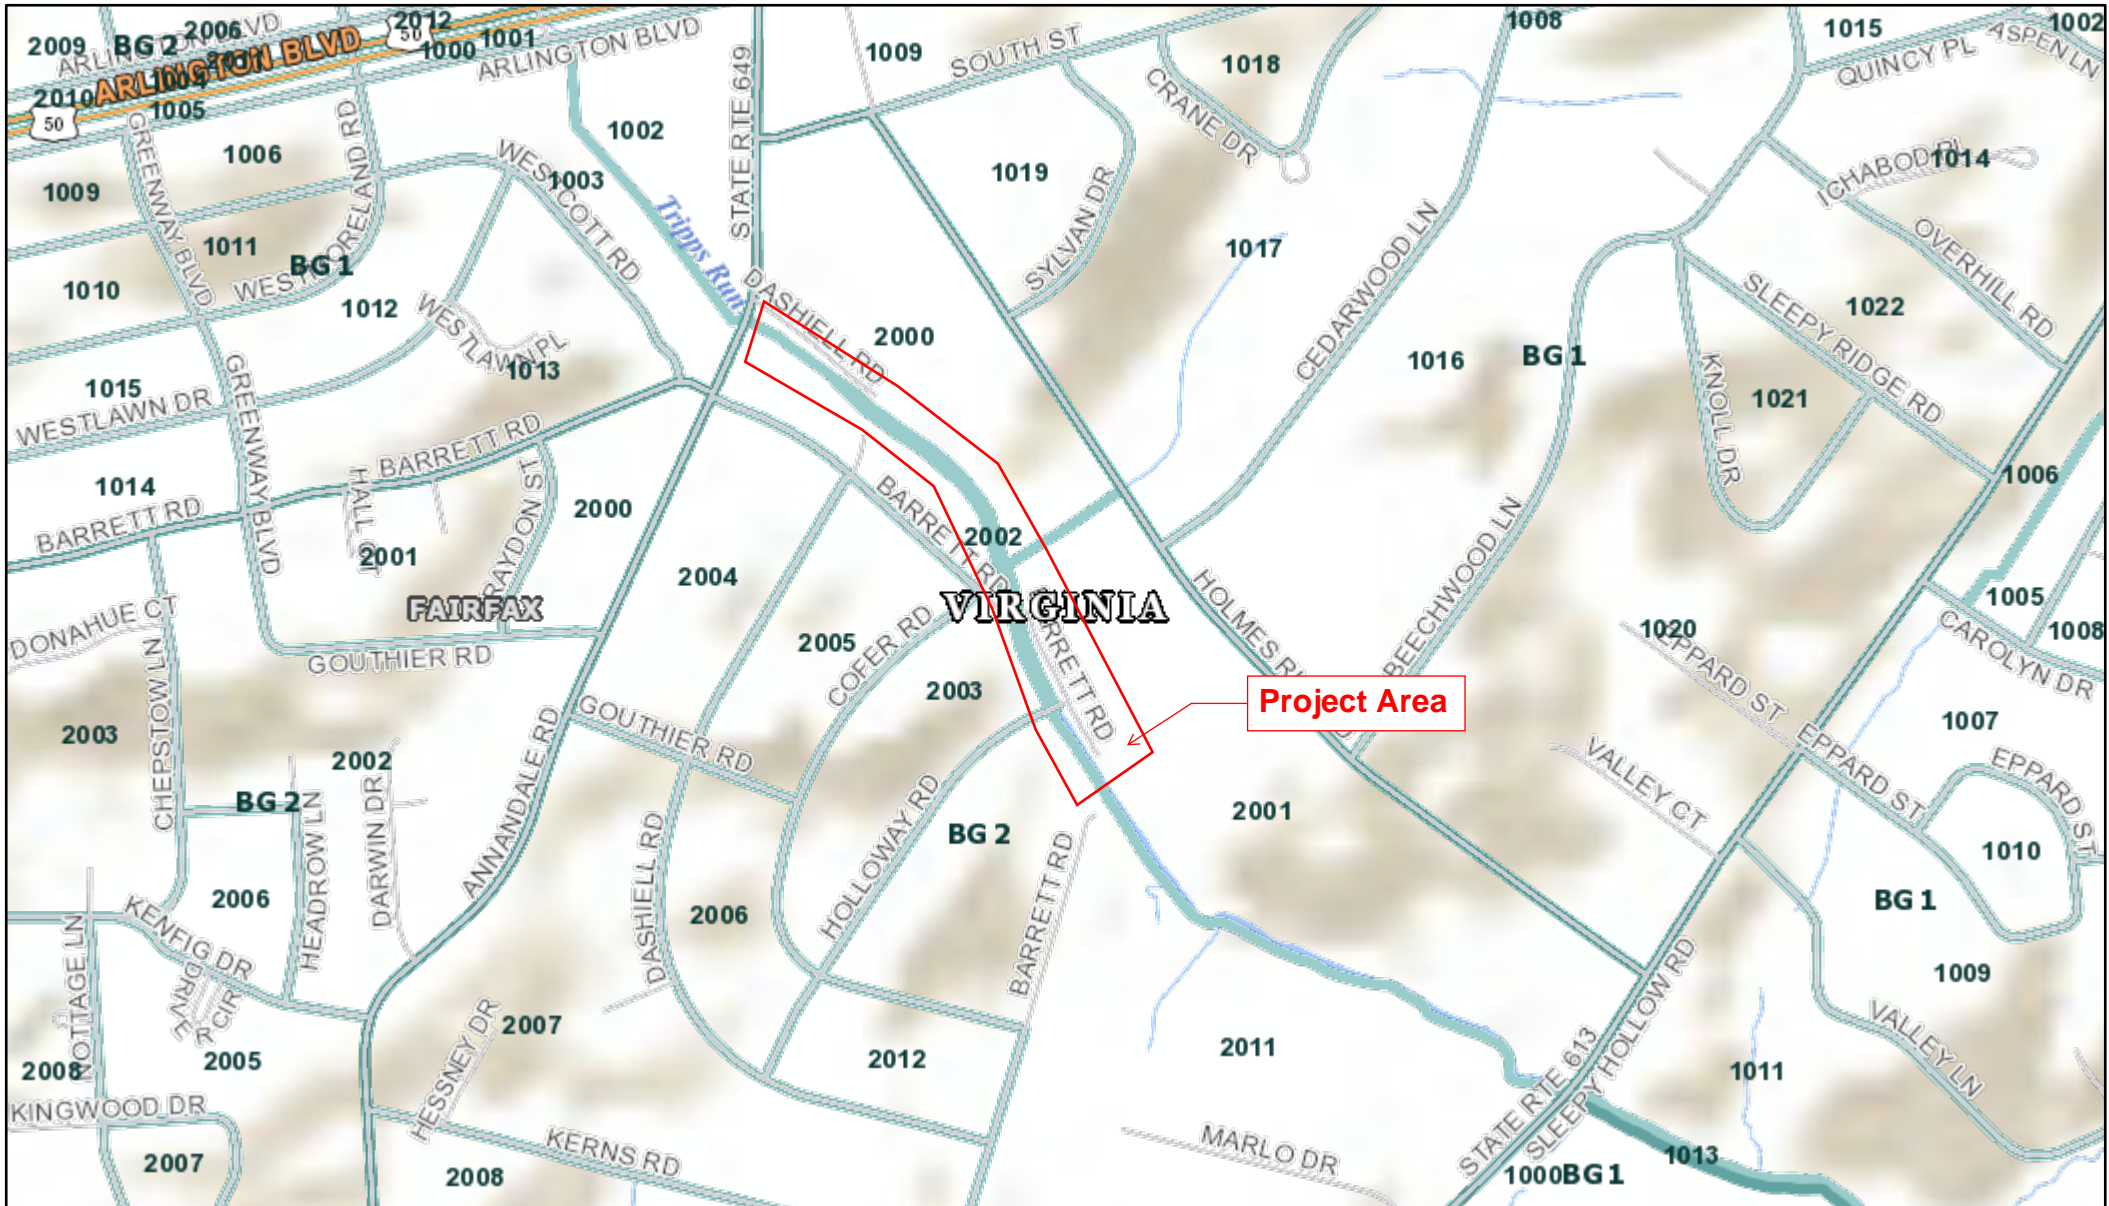 2009
BG 2
2006
2012
50
1000
1001
ARLINGTON BLVD
ARLINGTON BLVD
2010
1004
1005
50
1009
SOUTH ST
1018
1008
1015
1002
ASPEN LN
QUINCY PL
GREENWAY BLVD
1006
WESTMORELAND RD
WESTCOTT RD
1003
1002
STATE RTE 649
1019
SYLVAN DR
CRANE DR
ICHABOD PL
1014
1009
1011
BG 1
1010
1012
WESTLAWN PL
1013
Tripps Run
DASHIELL RD
2000
1017
CEDARWOOD LN
1016
BG 1
OVERHILL RD
SLEEPY RIDGE RD
1022
KNOLL DR
1021
1015
WESTLAWN DR
GREENWAY BLVD
BARRETT RD
1014
BARRETT RD
HALL CT
2001
GRAYDON ST
2000
BARRETT RD
2002
2004
1006
BEECHWOOD LN
HOLMES RUN RD
DONAHUE CT
FAIRFAX
GOUTHIER RD
CHEPSTOW LN
VIRGINIA
COFER RD
2005
2003
BARRETT RD
Project Area
1020
EPPARD ST
1005
1008
CAROLYN DR
2003
2002
BG 2
DARWIN DR
HEADROW LN
ANNANDALE RD
GOUTHIER RD
DASHIELL RD
HOLLOWAY RD
BG 2
2001
VALLEY CT
EPPARD ST
1007
EPPARD ST
1010
BG 1
2006
KENFIG DR
NOTTAGE LN
2006
BARRETT RD
1009
VALLEY LN
2008
2005
HESSNEY DR
2007
2012
2011
STATE RTE 613
SLEEPY HOLLOW RD
1011
KINGWOOD DR
2007
2008
KERNS RD
MARLO DR
1000
BG 1
1013